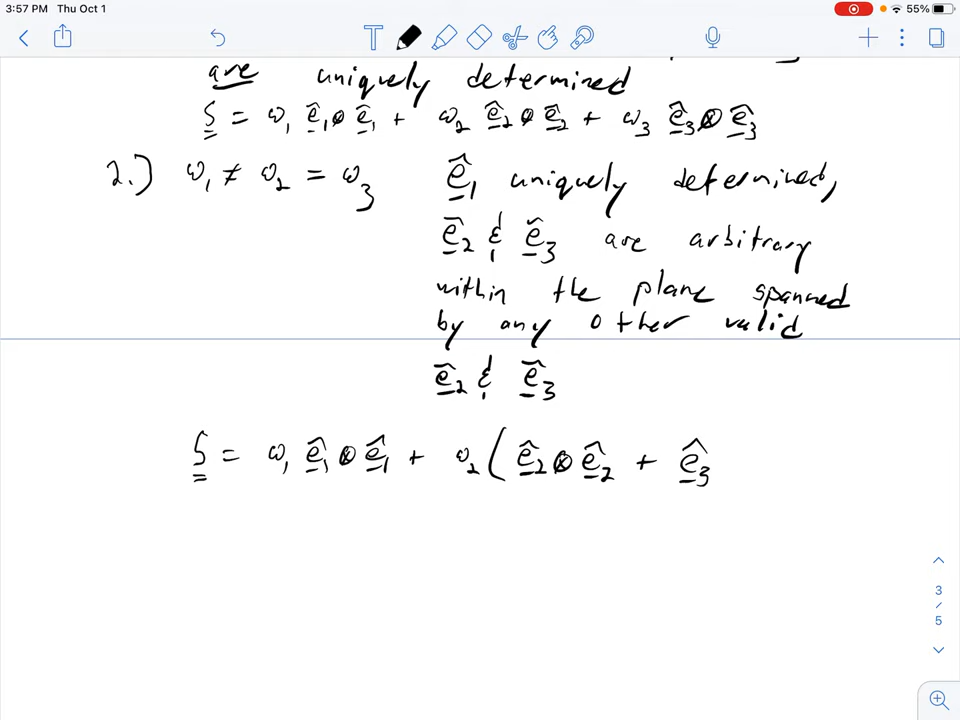 3:57 PM Thu Oct 1 55%
are uniquely determined
S = ω₁ ê₁⊗ê₁ + ω₂ ê₂⊗ê₂ + ω₃ ê₃⊗ê₃
2.) ω₁ ≠ ω₂ = ω₃ ê₁ uniquely determined,
ê₂ & ê₃ are arbitrary
within the plane spanned
by any other valid
ê₂ & ê₃
S = ω₁ ê₁⊗ê₁ + ω₂(ê₂⊗ê₂ + ê₃
3
/
5